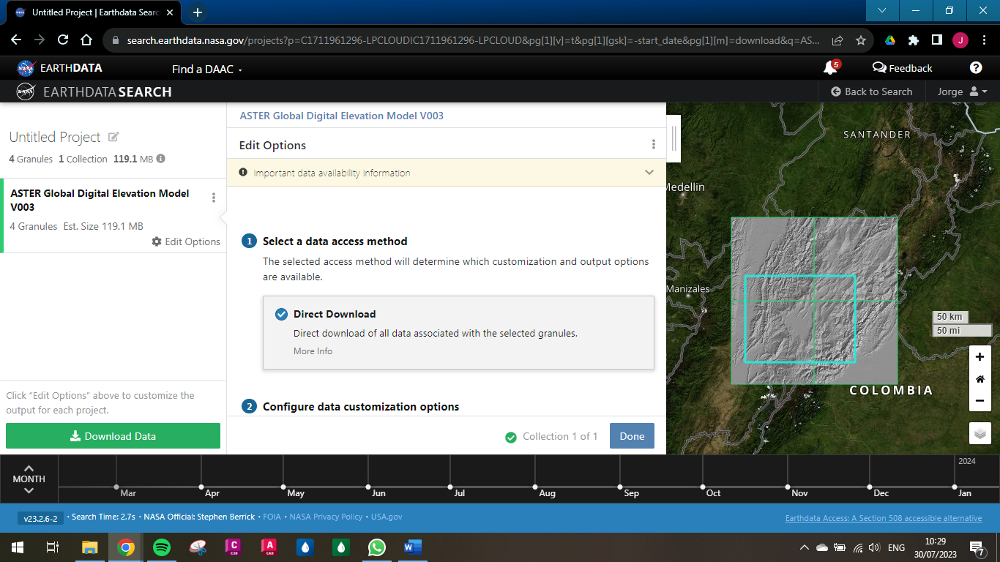 Untitled Project | Earthdata Searc
search.earthdata.nasa.gov/projects?p=C1711961296-LPCLOUD!C1711961296-LPCLOUD&pg[1][v]=t&pg[1][gsk]=-start_date&pg[1][m]=download&q=AS...
J
NASA EARTHDATA
Find a DAAC
5
Feedback
?
NASA EARTHDATA SEARCH
Back to Search
Jorge
Untitled Project
4 Granules 1 Collection 119.1 MB
ASTER Global Digital Elevation Model V003
4 Granules Est. Size 119.1 MB
Edit Options
Click “Edit Options” above to customize the
output for each project.
Download Data
ASTER Global Digital Elevation Model V003
Edit Options
Important data availability information
1 Select a data access method
The selected access method will determine which customization and output options
are available.
Direct Download
Direct download of all data associated with the selected granules.
More Info
2 Configure data customization options
Collection 1 of 1
Done
SANTANDER
Medellin
Manizales
COLOMBIA
50 km
50 mi
+
−
MONTH
Mar
Apr
May
Jun
Jul
Aug
Sep
Oct
Nov
Dec
2024
Jan
v23.2.6-2 • Search Time: 2.7s • NASA Official: Stephen Berrick • FOIA • NASA Privacy Policy • USA.gov
Earthdata Access: A Section 508 accessible alternative
C
C3D
A
CAD
W
ENG
10:29
30/07/2023
7